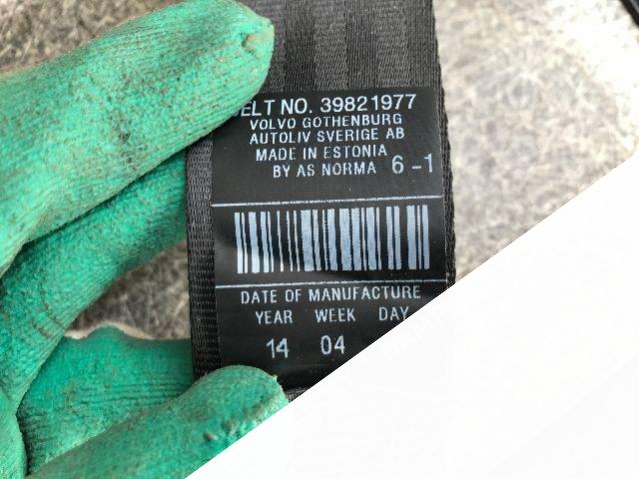 BELT NO. 39821977
VOLVO GOTHENBURG
AUTOLIV SVERIGE AB
MADE IN ESTONIA
BY AS NORMA 6-1
DATE OF MANUFACTURE
YEAR WEEK DAY
14 04